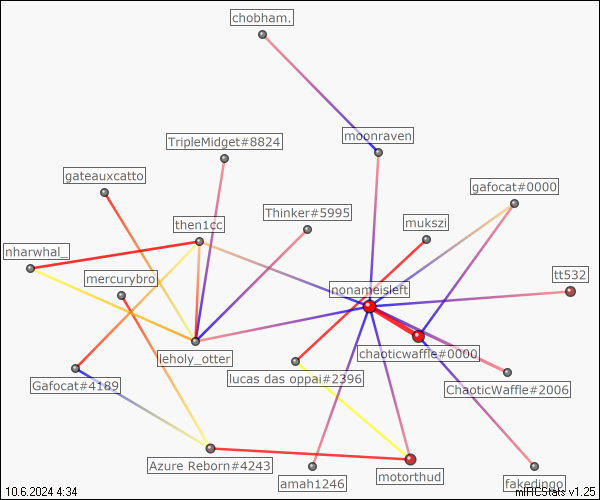 chobham.
moonraven
TripleMidget#8824
gateauxcatto
gafocat#0000
Thinker#5995
mukszi
then1cc
nharwhal_
tt532
mercurybro
nonameisleft
chaoticwaffle#0000
leholy_otter
lucas das oppai#2396
Gafocat#4189
ChaoticWaffle#2006
Azure Reborn#4243
motorthud
amah1246
fakedingo
10.6.2024 4:34
mIRCStats v1.25